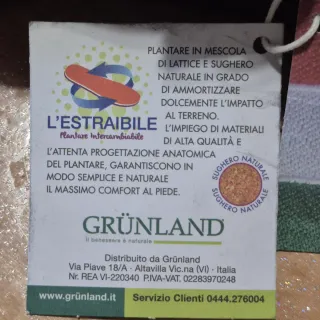 PLANTARE IN MESCOLA
DI LATTICE E SUGHERO
NATURALE IN GRADO
DI AMMORTIZZARE
DOLCEMENTE L'IMPATTO
AL TERRENO.
L'IMPIEGO DI MATERIALI
DI ALTA QUALITÀ E
L'ESTRAIBILE
Plantare Intercambiabile
L'ATTENTA PROGETTAZIONE ANATOMICA
DEL PLANTARE, GARANTISCONO IN
MODO SEMPLICE E NATURALE
IL MASSIMO COMFORT AL PIEDE.
SUGHERO NATURALE
SUGHERO NATURALE
GRÜNLAND
Il benessere è naturale
Distribuito da Grünland
Via Piave 18/A - Altavilla Vic.na (VI) - Italia
Nr. REA VI-220340 P.IVA-VAT. 02283970248
www.grünland.it Servizio Clienti 0444.276004